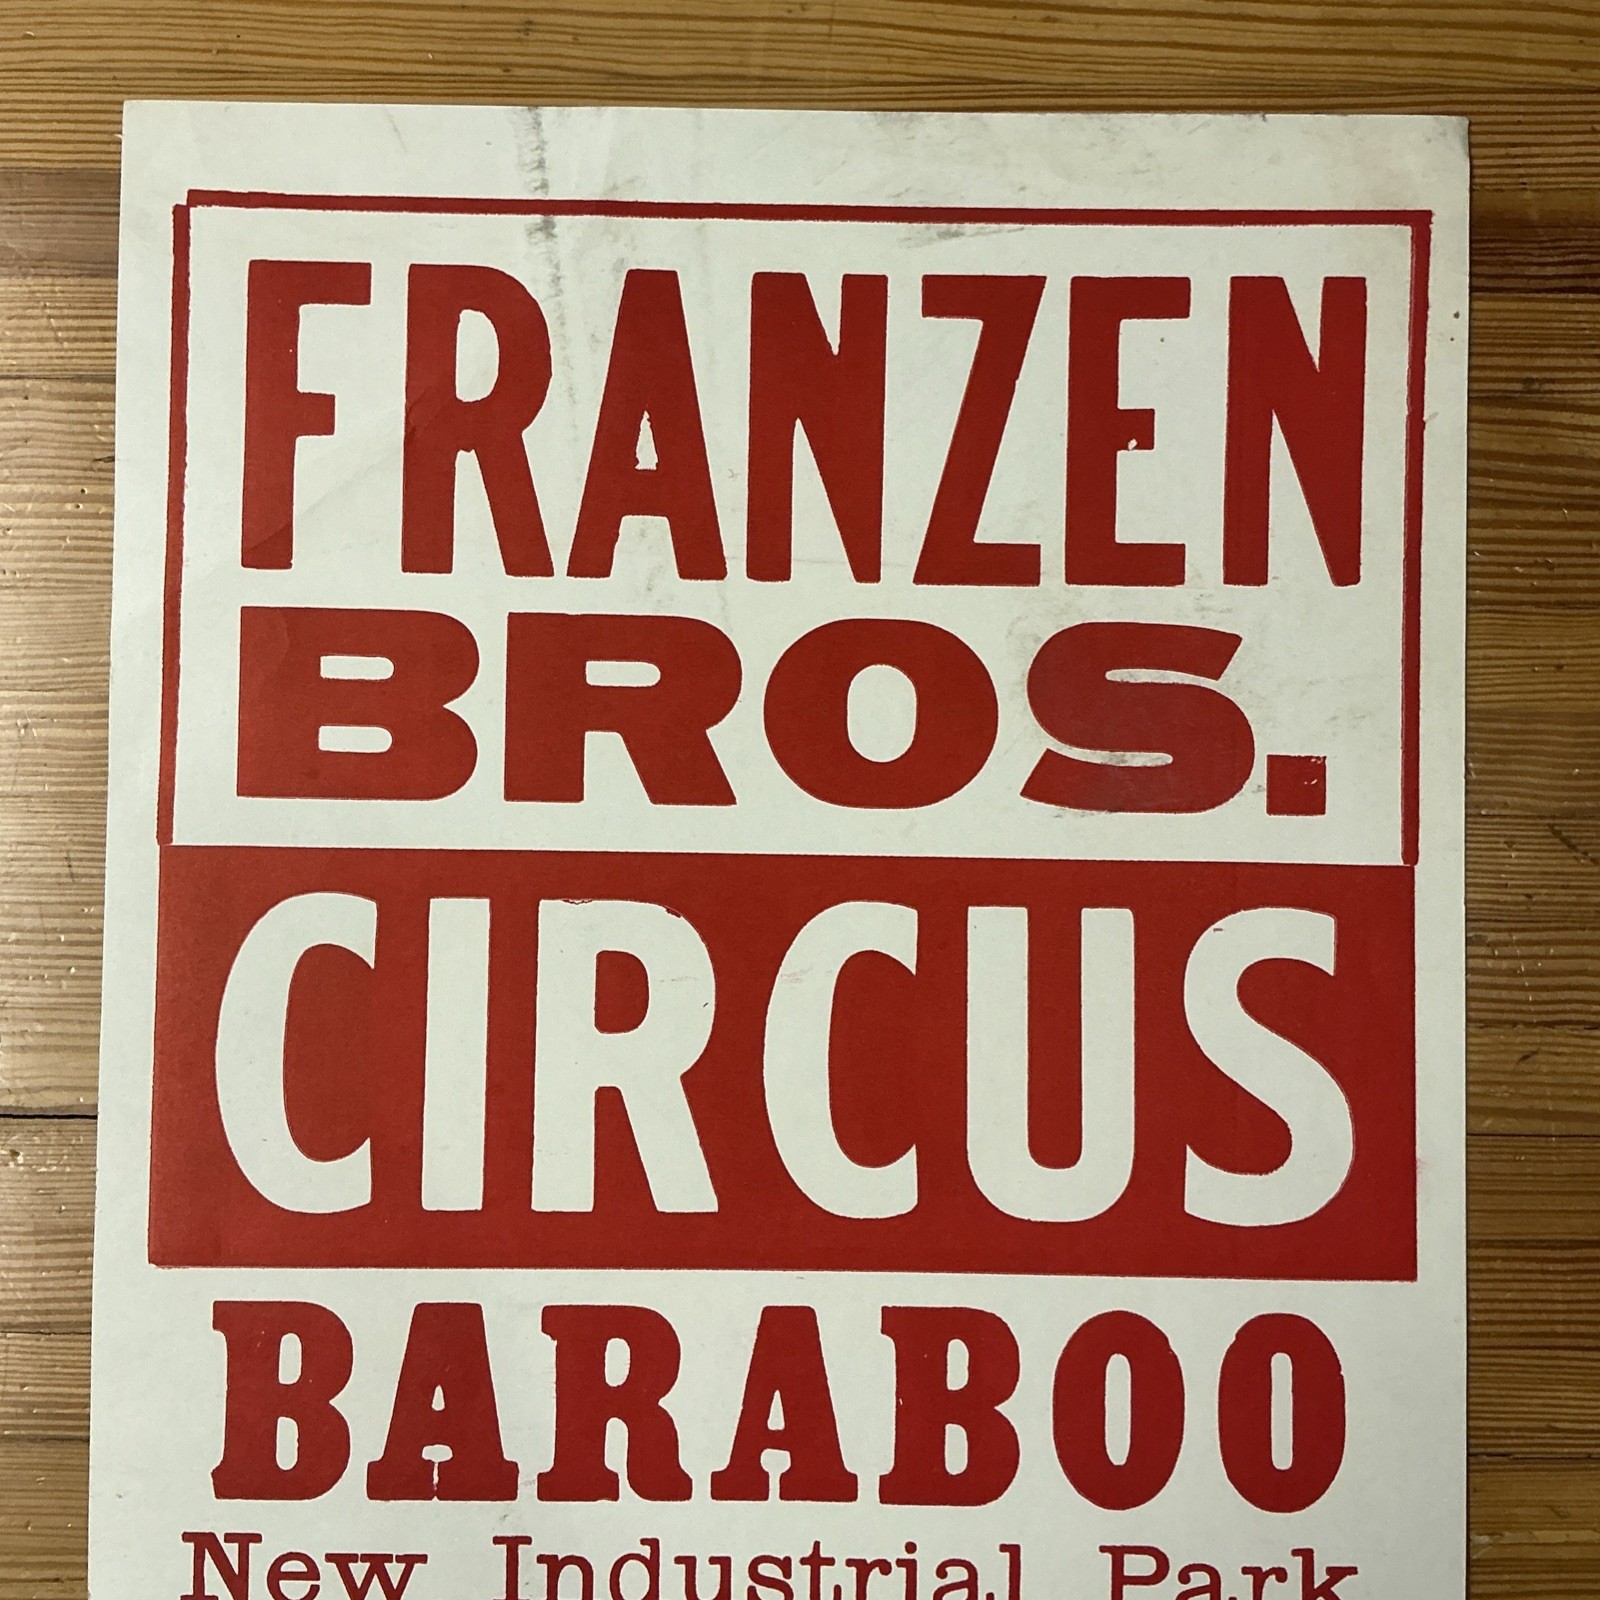 FRANZEN
BROS.
CIRCUS
BARABOO
New Industrial Park